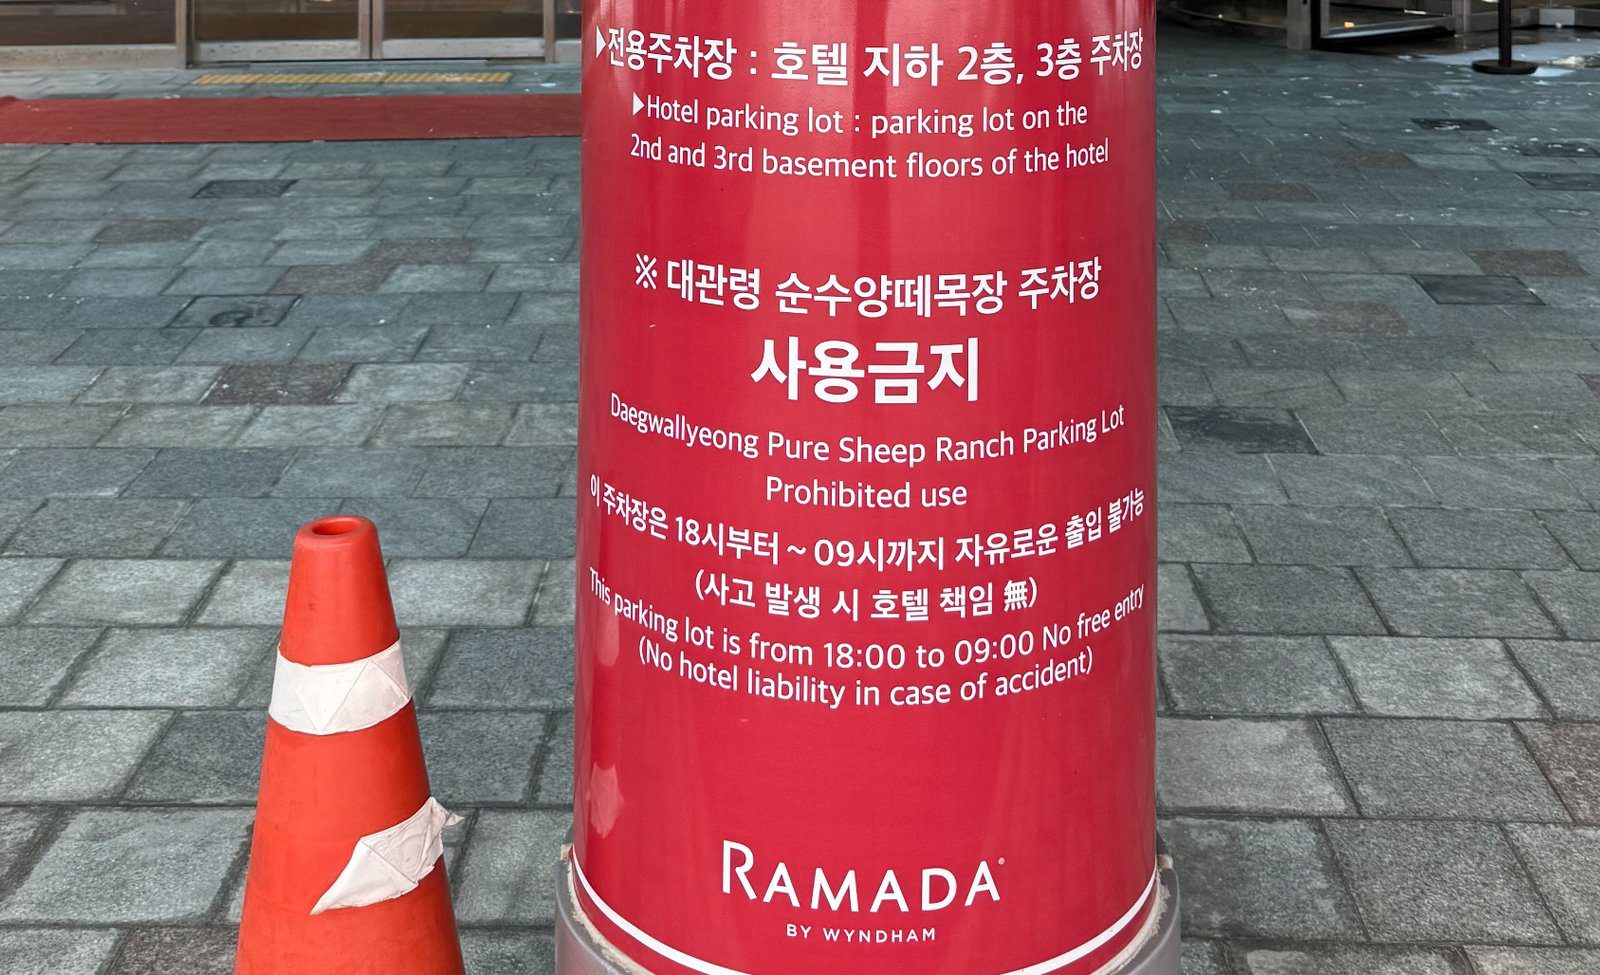 ▶전용주차장 : 호텔 지하 2층, 3층 주차장
▶Hotel parking lot : parking lot on the
2nd and 3rd basement floors of the hotel
※ 대관령 순수양떼목장 주차장
사용금지
Daegwallyeong Pure Sheep Ranch Parking Lot
Prohibited use
이 주차장은 18시부터 ~ 09시까지 자유로운 출입 불가능
(사고 발생 시 호텔 책임 無)
This parking lot is from 18:00 to 09:00 No free entry
(No hotel liability in case of accident)
RAMADA®
BY WYNDHAM